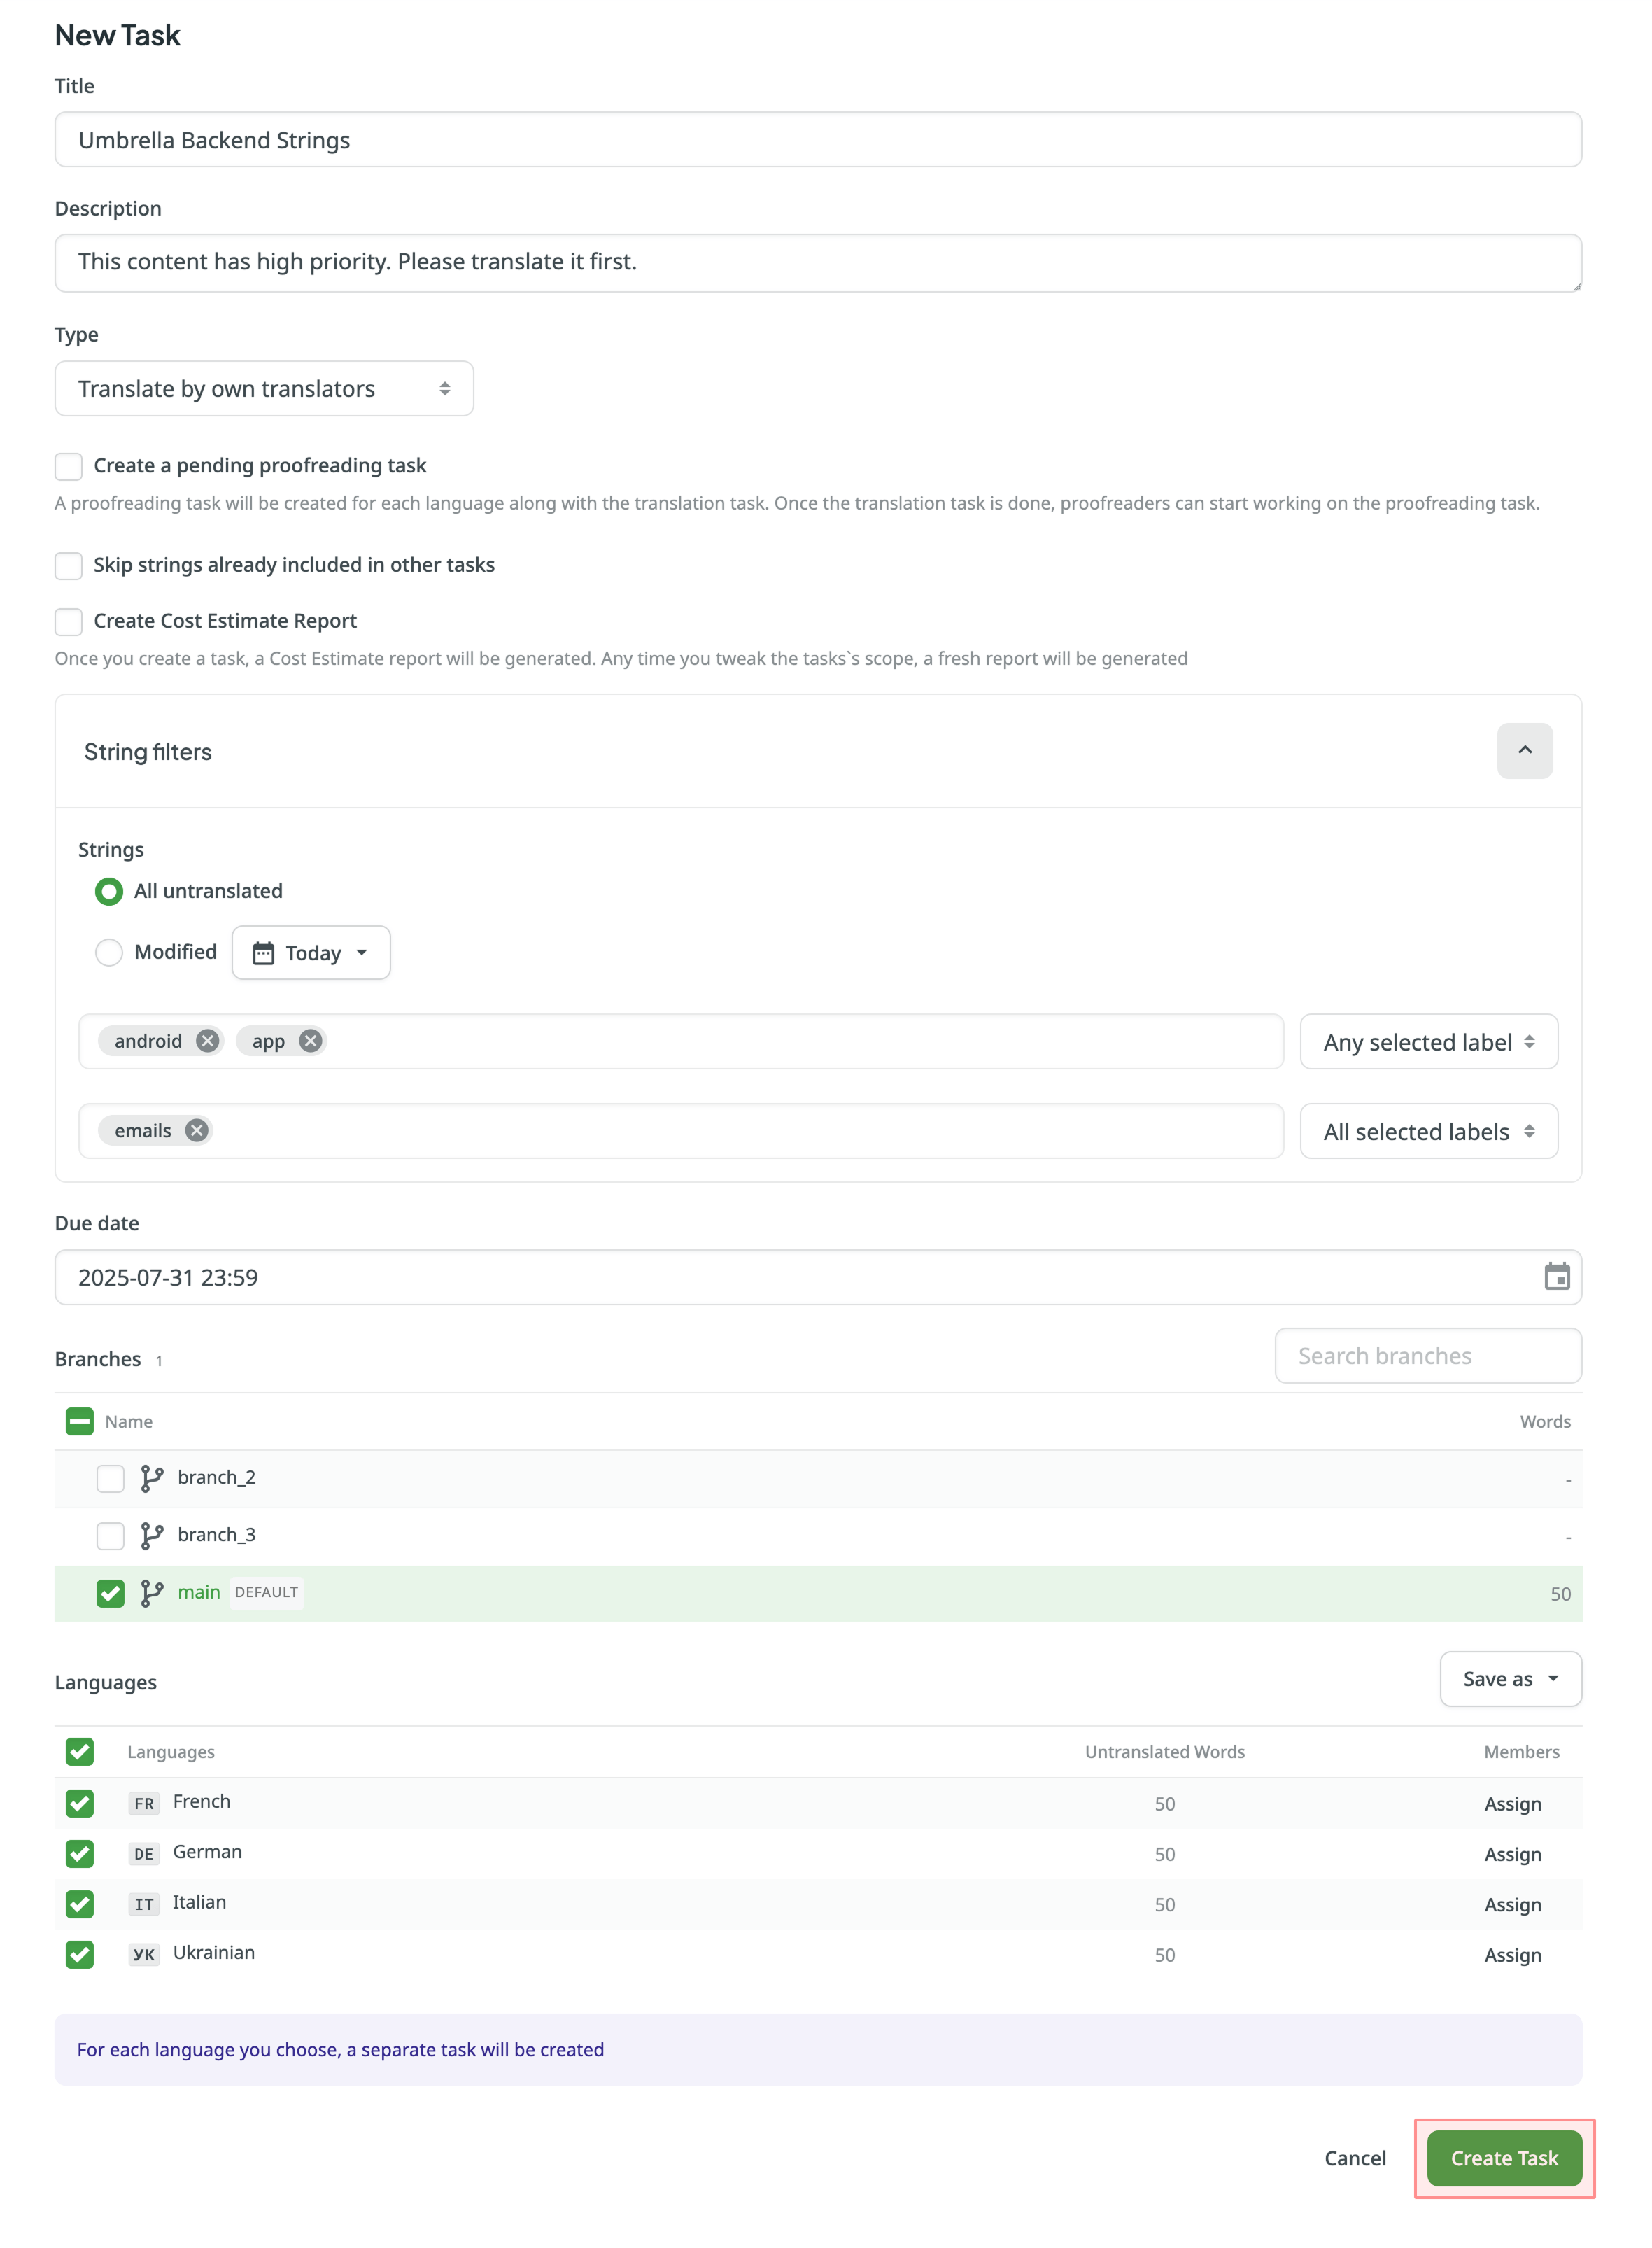 New Task
Title
Umbrella Backend Strings
Description
This content has high priority. Please translate it first.
Type
Translate by own translators
Create a pending proofreading task
A proofreading task will be created for each language along with the translation task. Once the translation task is done, proofreaders can start working on the proofreading task.
Skip strings already included in other tasks
Create Cost Estimate Report
Once you create a task, a Cost Estimate report will be generated. Any time you tweak the tasks`s scope, a fresh report will be generated
String filters
Strings
All untranslated
Modified Today
android app Any selected label
emails All selected labels
Due date
2025-07-31 23:59
Branches 1 Search branches
Name Words
branch_2 -
branch_3 -
main DEFAULT 50
Languages Save as
Languages Untranslated Words Members
FR French 50 Assign
DE German 50 Assign
IT Italian 50 Assign
УК Ukrainian 50 Assign
For each language you choose, a separate task will be created
Cancel Create Task